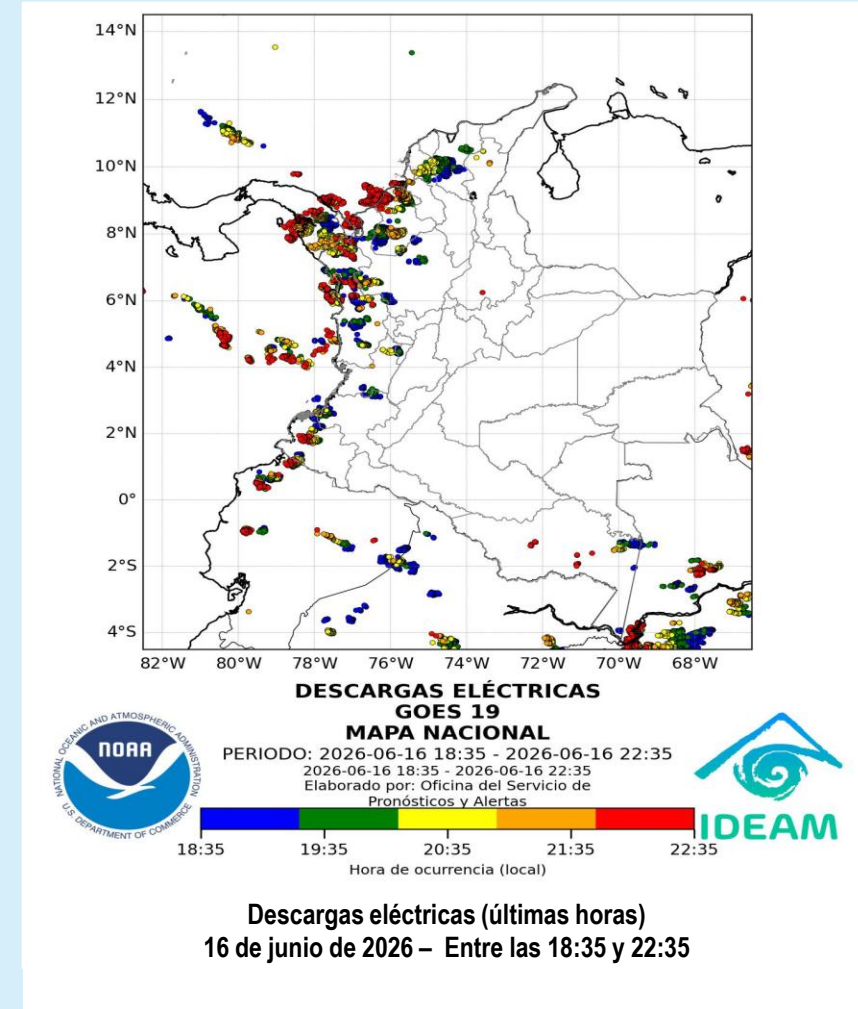 14°N
12°N
10°N
8°N
6°N
4°N
2°N
0°
2°S
4°S
82°W 80°W 78°W 76°W 74°W 72°W 70°W 68°W
DESCARGAS ELÉCTRICAS
GOES 19
MAPA NACIONAL
PERIODO: 2026-06-16 18:35 - 2026-06-16 22:35
2026-06-16 18:35 - 2026-06-16 22:35
Elaborado por: Oficina del Servicio de
Pronósticos y Alertas
NATIONAL OCEANIC AND ATMOSPHERIC ADMINISTRATION
NOAA
U.S. DEPARTMENT OF COMMERCE
IDEAM
18:35 19:35 20:35 21:35 22:35
Hora de ocurrencia (local)
Descargas eléctricas (últimas horas)
16 de junio de 2026 – Entre las 18:35 y 22:35